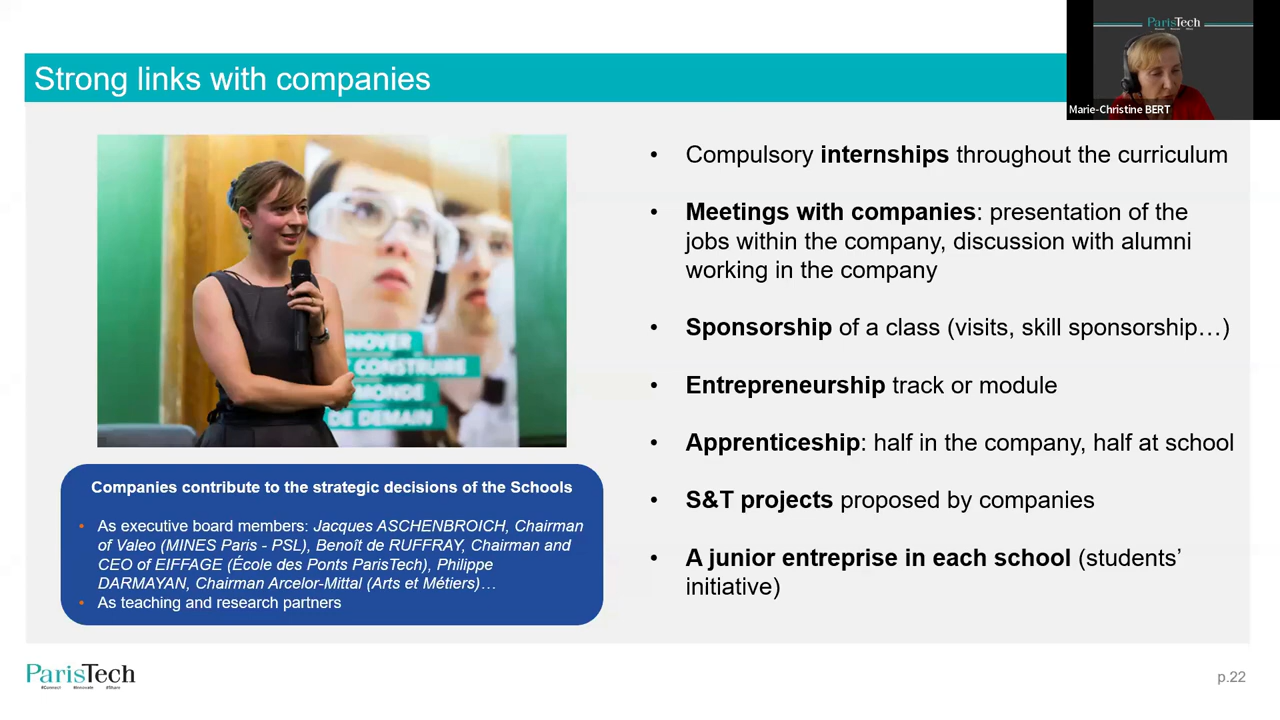 ParisTech
Marie-Christine BERT
Strong links with companies
NOVER
CONSTRUIRE
MONDE
DE DEMAIN
Companies contribute to the strategic decisions of the Schools
• As executive board members: Jacques ASCHENBROICH, Chairman
of Valeo (MINES Paris - PSL), Benoît de RUFFRAY, Chairman and
CEO of EIFFAGE (École des Ponts ParisTech), Philippe
DARMAYAN, Chairman Arcelor-Mittal (Arts et Métiers)…
• As teaching and research partners
• Compulsory internships throughout the curriculum
• Meetings with companies: presentation of the
jobs within the company, discussion with alumni
working in the company
• Sponsorship of a class (visits, skill sponsorship…)
• Entrepreneurship track or module
• Apprenticeship: half in the company, half at school
• S&T projects proposed by companies
• A junior entreprise in each school (students’
initiative)
ParisTech
#Connect #Innovate #Share
p.22